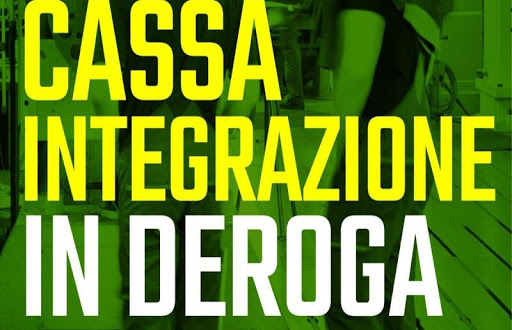 CASSA
INTEGRAZIONE
IN DEROGA